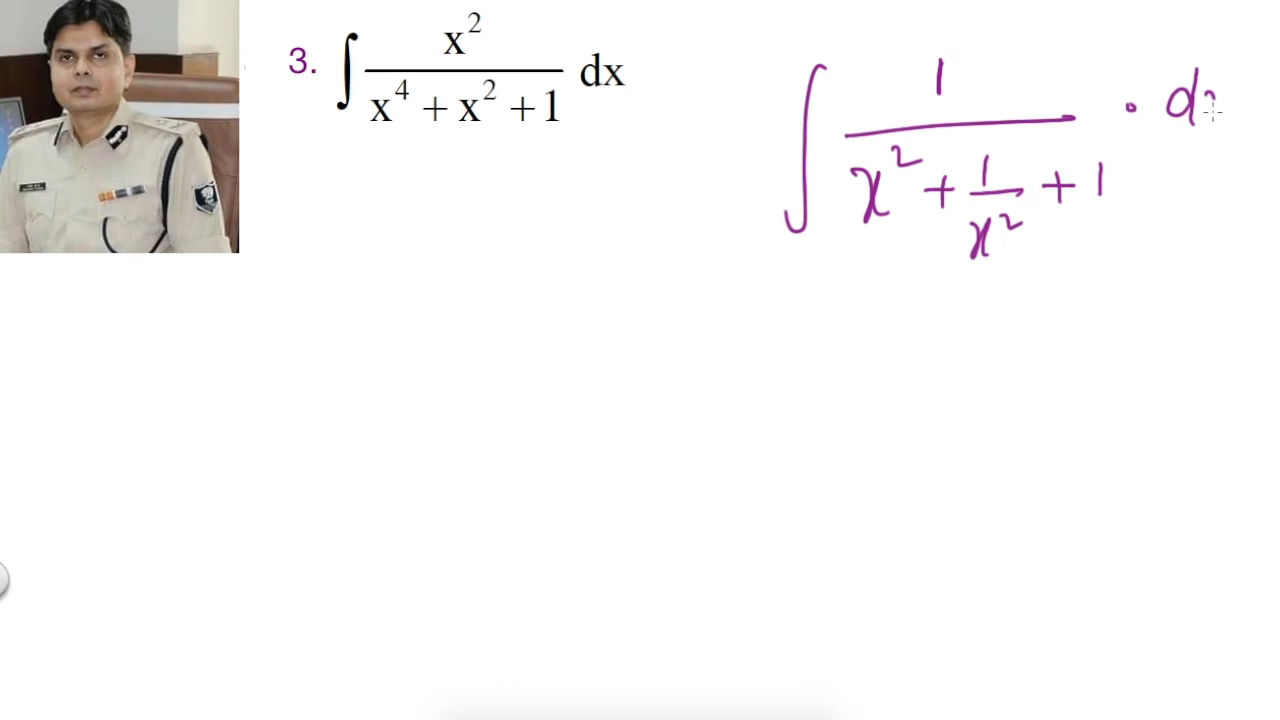 3. ∫ x² / (x⁴ + x² + 1) dx
∫ 1 / (x² + 1/x² + 1) · d